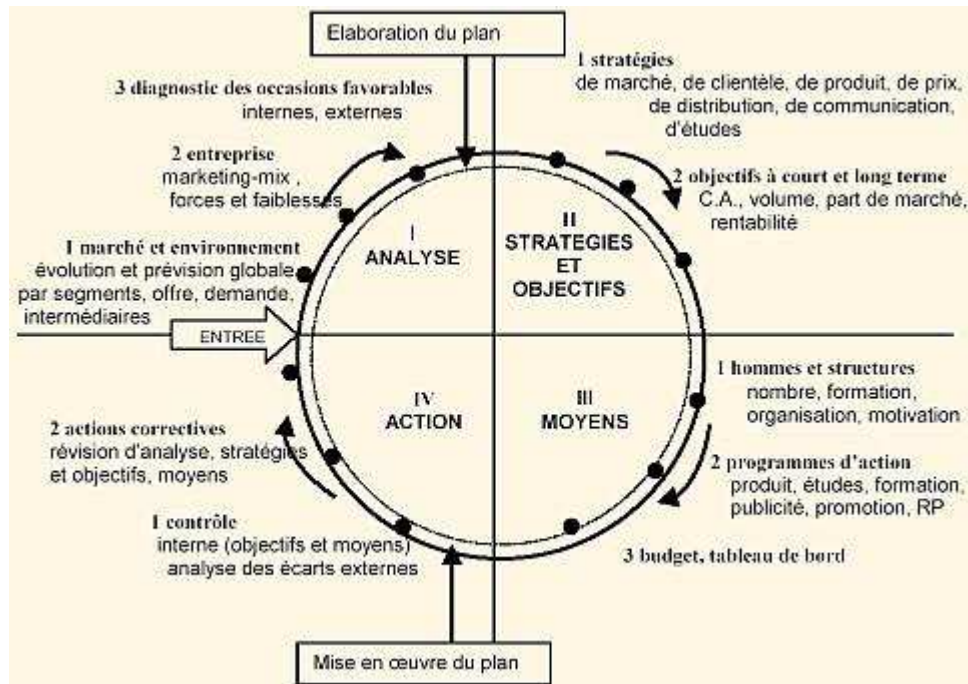 Elaboration du plan
3 diagnostic des occasions favorables
internes, externes
2 entreprise
marketing-mix ,
forces et faiblesses
1 marché et environnement
évolution et prévision globale
par segments, offre, demande,
intermédiaires
ENTREE
I
ANALYSE
1 stratégies
de marché, de clientèle, de produit, de prix,
de distribution, de communication,
d'études
2 objectifs à court et long terme
C.A., volume, part de marché,
rentabilité
II
STRATEGIES
ET
OBJECTIFS
1 hommes et structures
nombre, formation,
organisation, motivation
2 programmes d'action
produit, études, formation,
publicité, promotion, RP
3 budget, tableau de bord
III
MOYENS
IV
ACTION
2 actions correctives
révision d'analyse, stratégies
et objectifs, moyens
1 contrôle
interne (objectifs et moyens)
analyse des écarts externes
Mise en œuvre du plan